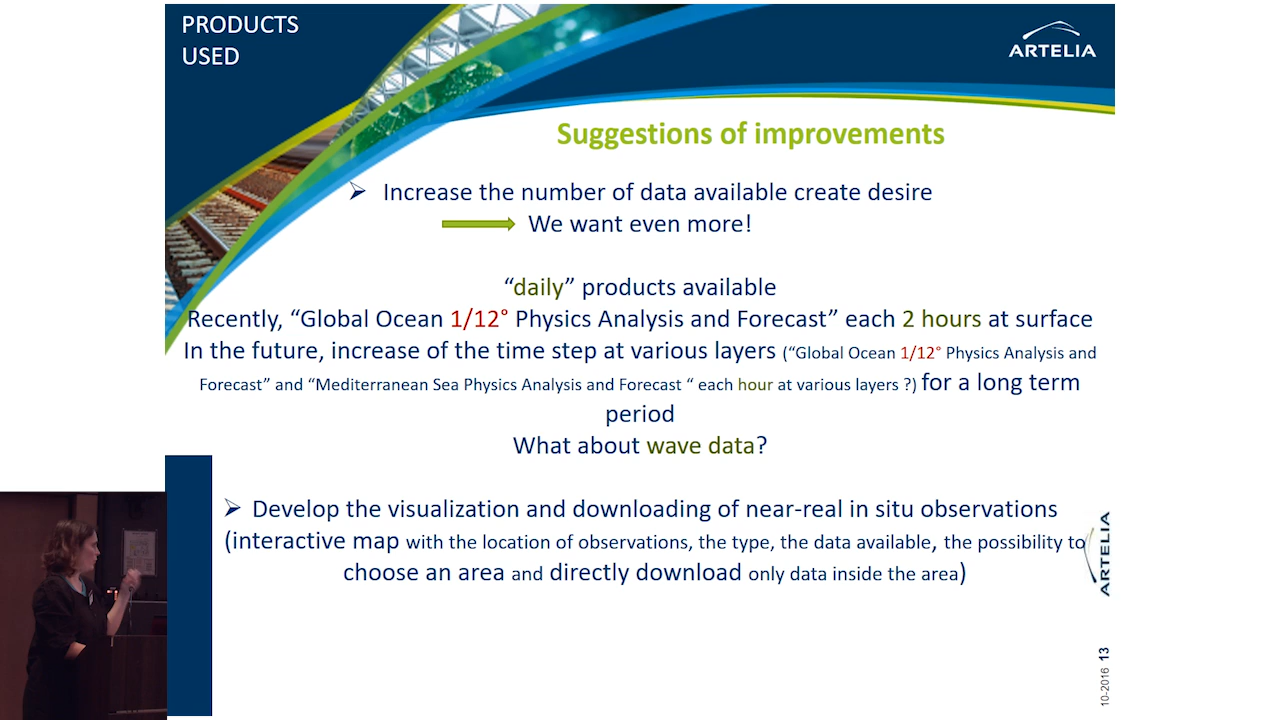 PRODUCTS
USED
ARTELIA
Suggestions of improvements
➢ Increase the number of data available create desire
We want even more!
“daily” products available
Recently, “Global Ocean 1/12° Physics Analysis and Forecast” each 2 hours at surface
In the future, increase of the time step at various layers (“Global Ocean 1/12° Physics Analysis and
Forecast” and “Mediterranean Sea Physics Analysis and Forecast “ each hour at various layers ?) for a long term
period
What about wave data?
➢ Develop the visualization and downloading of near-real in situ observations
(interactive map with the location of observations, the type, the data available, the possibility to
choose an area and directly download only data inside the area)
ARTELIA
10-2016 13